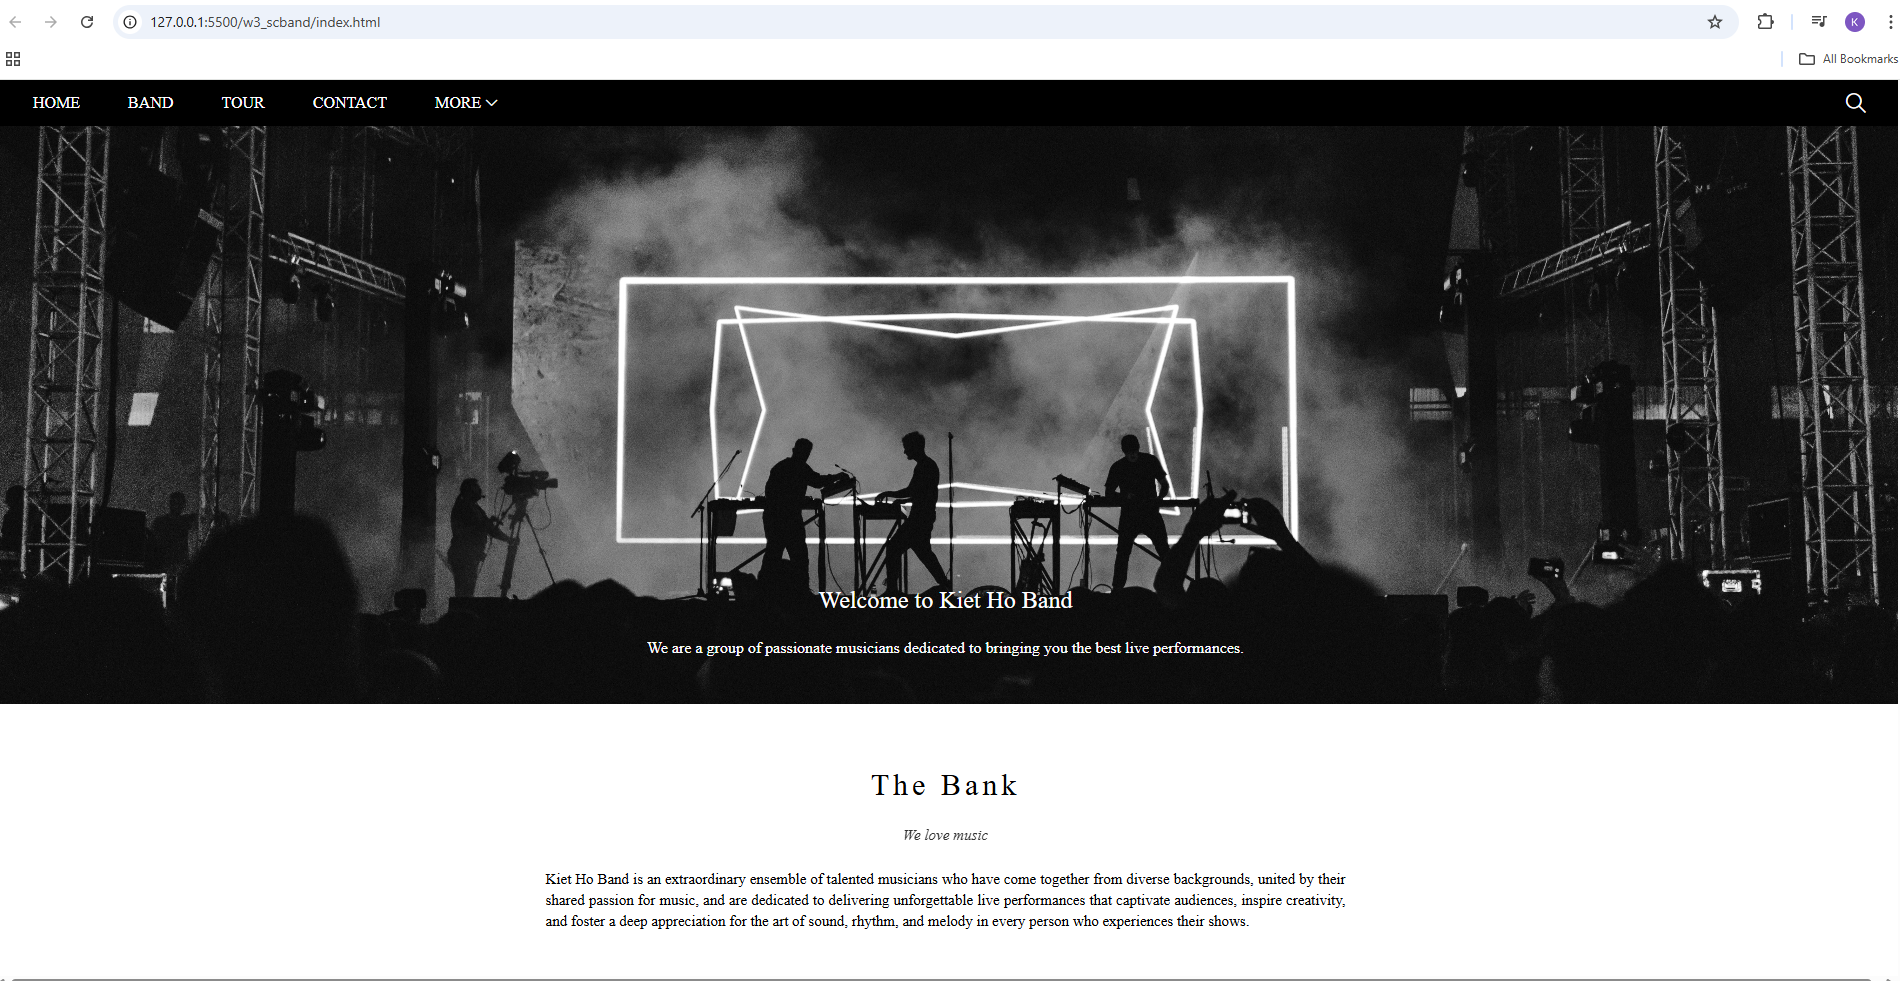 127.0.0.1:5500/w3_scband/index.html
K
All Bookmarks
HOME BAND TOUR CONTACT MORE
Welcome to Kiet Ho Band
We are a group of passionate musicians dedicated to bringing you the best live performances.
The Bank
We love music
Kiet Ho Band is an extraordinary ensemble of talented musicians who have come together from diverse backgrounds, united by their
shared passion for music, and are dedicated to delivering unforgettable live performances that captivate audiences, inspire creativity,
and foster a deep appreciation for the art of sound, rhythm, and melody in every person who experiences their shows.